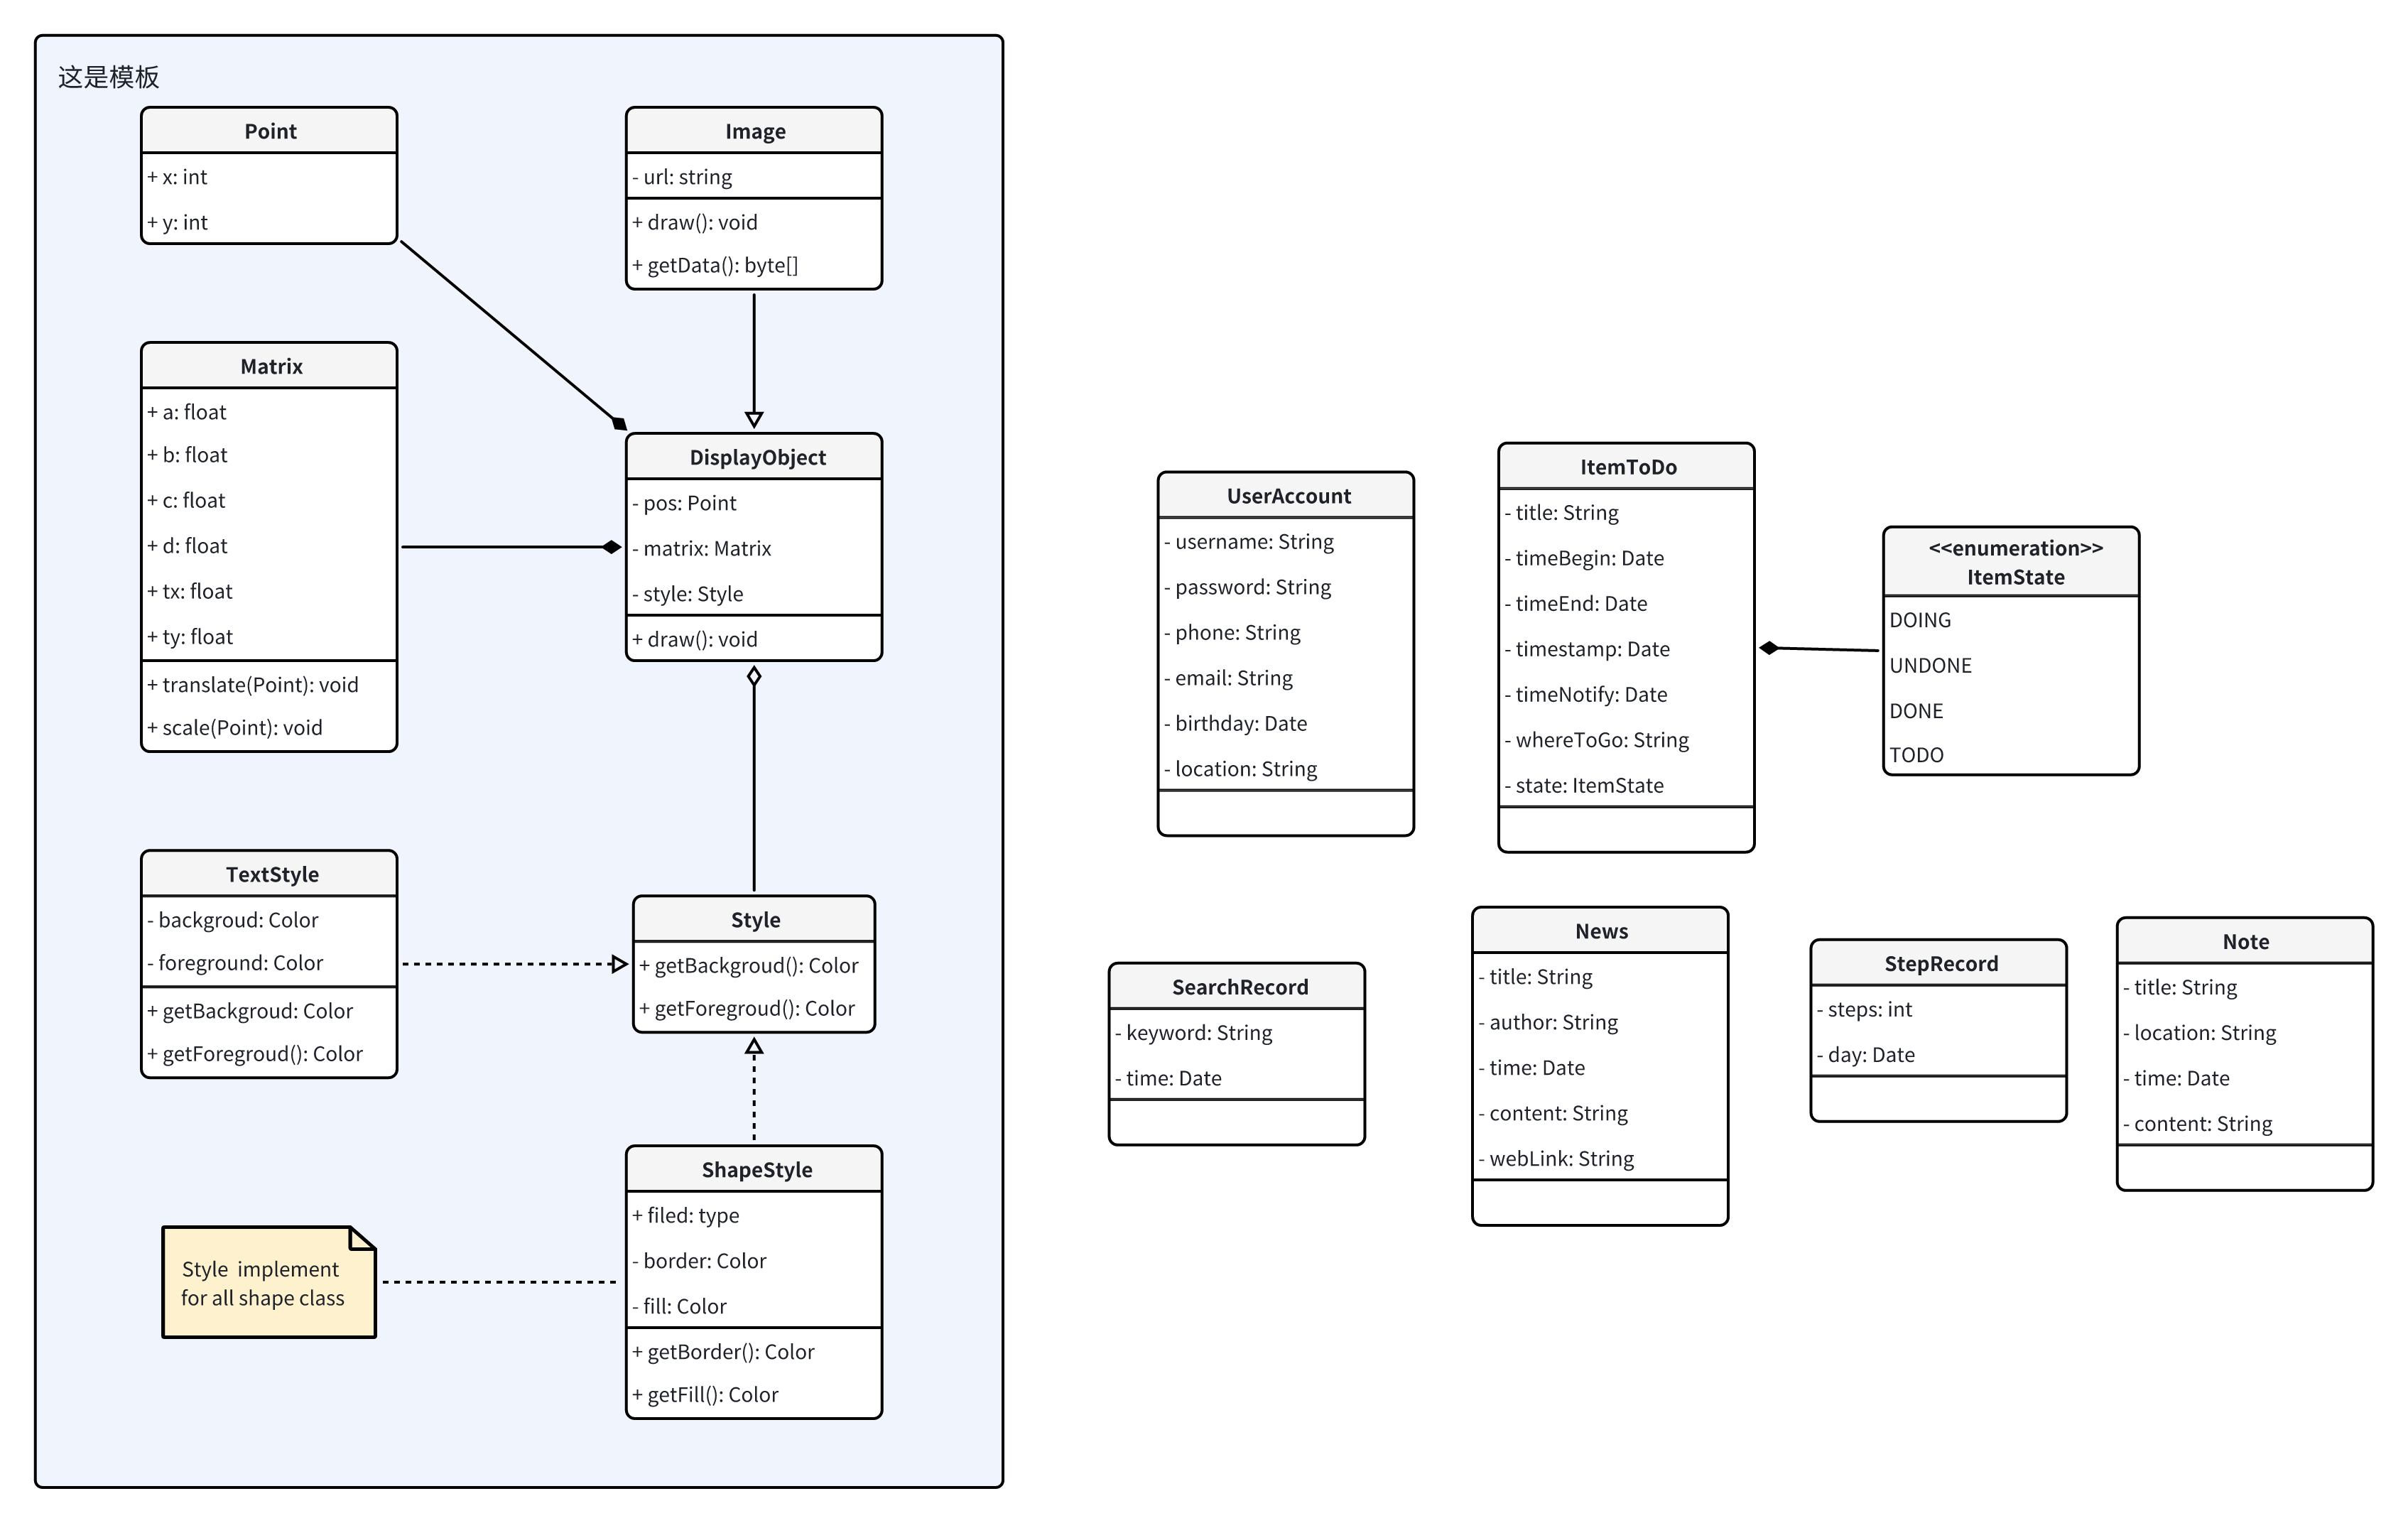 这是模板
Point
+ x: int
+ y: int
Image
- url: string
+ draw(): void
+ getData(): byte[]
Matrix
+ a: float
+ b: float
+ c: float
+ d: float
+ tx: float
+ ty: float
+ translate(Point): void
+ scale(Point): void
DisplayObject
- pos: Point
- matrix: Matrix
- style: Style
+ draw(): void
TextStyle
- backgroud: Color
- foreground: Color
+ getBackgroud: Color
+ getForegroud(): Color
Style
+ getBackgroud(): Color
+ getForegroud(): Color
ShapeStyle
+ filed: type
- border: Color
- fill: Color
+ getBorder(): Color
+ getFill(): Color
Style  implement
for all shape class
UserAccount
- username: String
- password: String
- phone: String
- email: String
- birthday: Date
- location: String
ItemToDo
- title: String
- timeBegin: Date
- timeEnd: Date
- timestamp: Date
- timeNotify: Date
- whereToGo: String
- state: ItemState
<<enumeration>>
ItemState
DOING
UNDONE
DONE
TODO
SearchRecord
- keyword: String
- time: Date
News
- title: String
- author: String
- time: Date
- content: String
- webLink: String
StepRecord
- steps: int
- day: Date
Note
- title: String
- location: String
- time: Date
- content: String